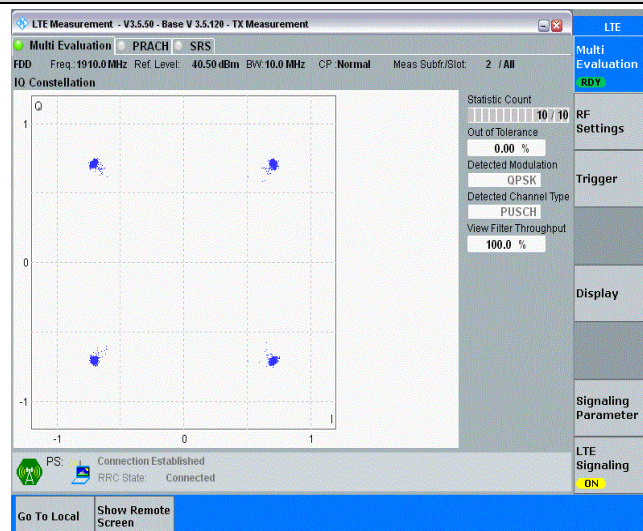 LTE Measurement - V3.5.50 - Base V 3.5.120 - TX Measurement
LTE
Multi Evaluation PRACH SRS
Multi
Evaluation
RDY
FDD Freq.:1910.0 MHz Ref. Level: 40.50 dBm BW:10.0 MHz CP :Normal Meas Subfr./Slot: 2 / All
IQ Constellation
Q
1
0
-1
-1 0 1
I
Statistic Count
10 / 10
Out of Tolerance
0.00 %
Detected Modulation
QPSK
Detected Channel Type
PUSCH
View Filter Throughput
100.0 %
RF
Settings
Trigger
Display
Signaling
Parameter
LTE
Signaling
ON
PS: Connection Established
RRC State: Connected
Go To Local
Show Remote
Screen